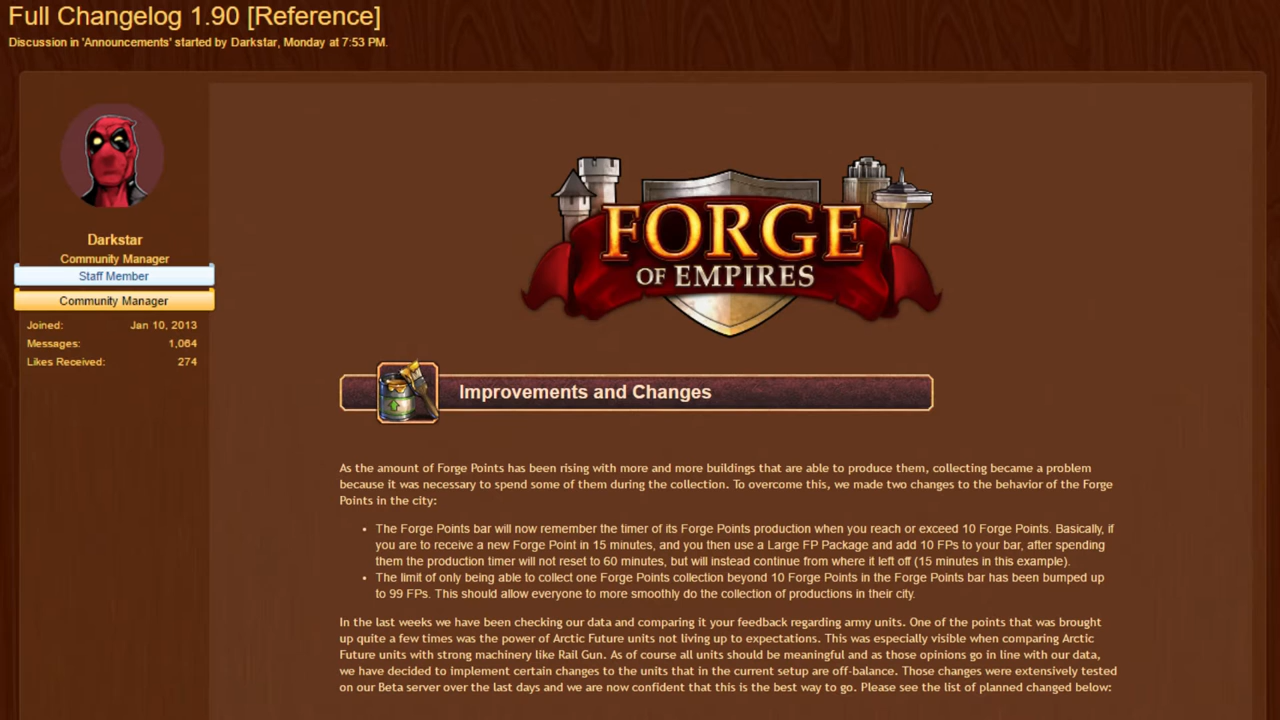 Full Changelog 1.90 [Reference]
Discussion in 'Announcements' started by Darkstar, Monday at 7:53 PM.
Darkstar
Community Manager
Staff Member
Community Manager
Joined: Jan 10, 2013
Messages: 1,064
Likes Received: 274
FORGE
OF EMPIRES
Improvements and Changes
As the amount of Forge Points has been rising with more and more buildings that are able to produce them, collecting became a problem
because it was necessary to spend some of them during the collection. To overcome this, we made two changes to the behavior of the Forge
Points in the city:
• The Forge Points bar will now remember the timer of its Forge Points production when you reach or exceed 10 Forge Points. Basically, if
you are to receive a new Forge Point in 15 minutes, and you then use a Large FP Package and add 10 FPs to your bar, after spending
them the production timer will not reset to 60 minutes, but will instead continue from where it left off (15 minutes in this example).
• The limit of only being able to collect one Forge Points collection beyond 10 Forge Points in the Forge Points bar has been bumped up
to 99 FPs. This should allow everyone to more smoothly do the collection of productions in their city.
In the last weeks we have been checking our data and comparing it your feedback regarding army units. One of the points that was brought
up quite a few times was the power of Arctic Future units not living up to expectations. This was especially visible when comparing Arctic
Future units with strong machinery like Rail Gun. As of course all units should be meaningful and as those opinions go in line with our data,
we have decided to implement certain changes to the units that in the current setup are off-balance. Those changes were extensively tested
on our Beta server over the last days and we are now confident that this is the best way to go. Please see the list of planned changed below: